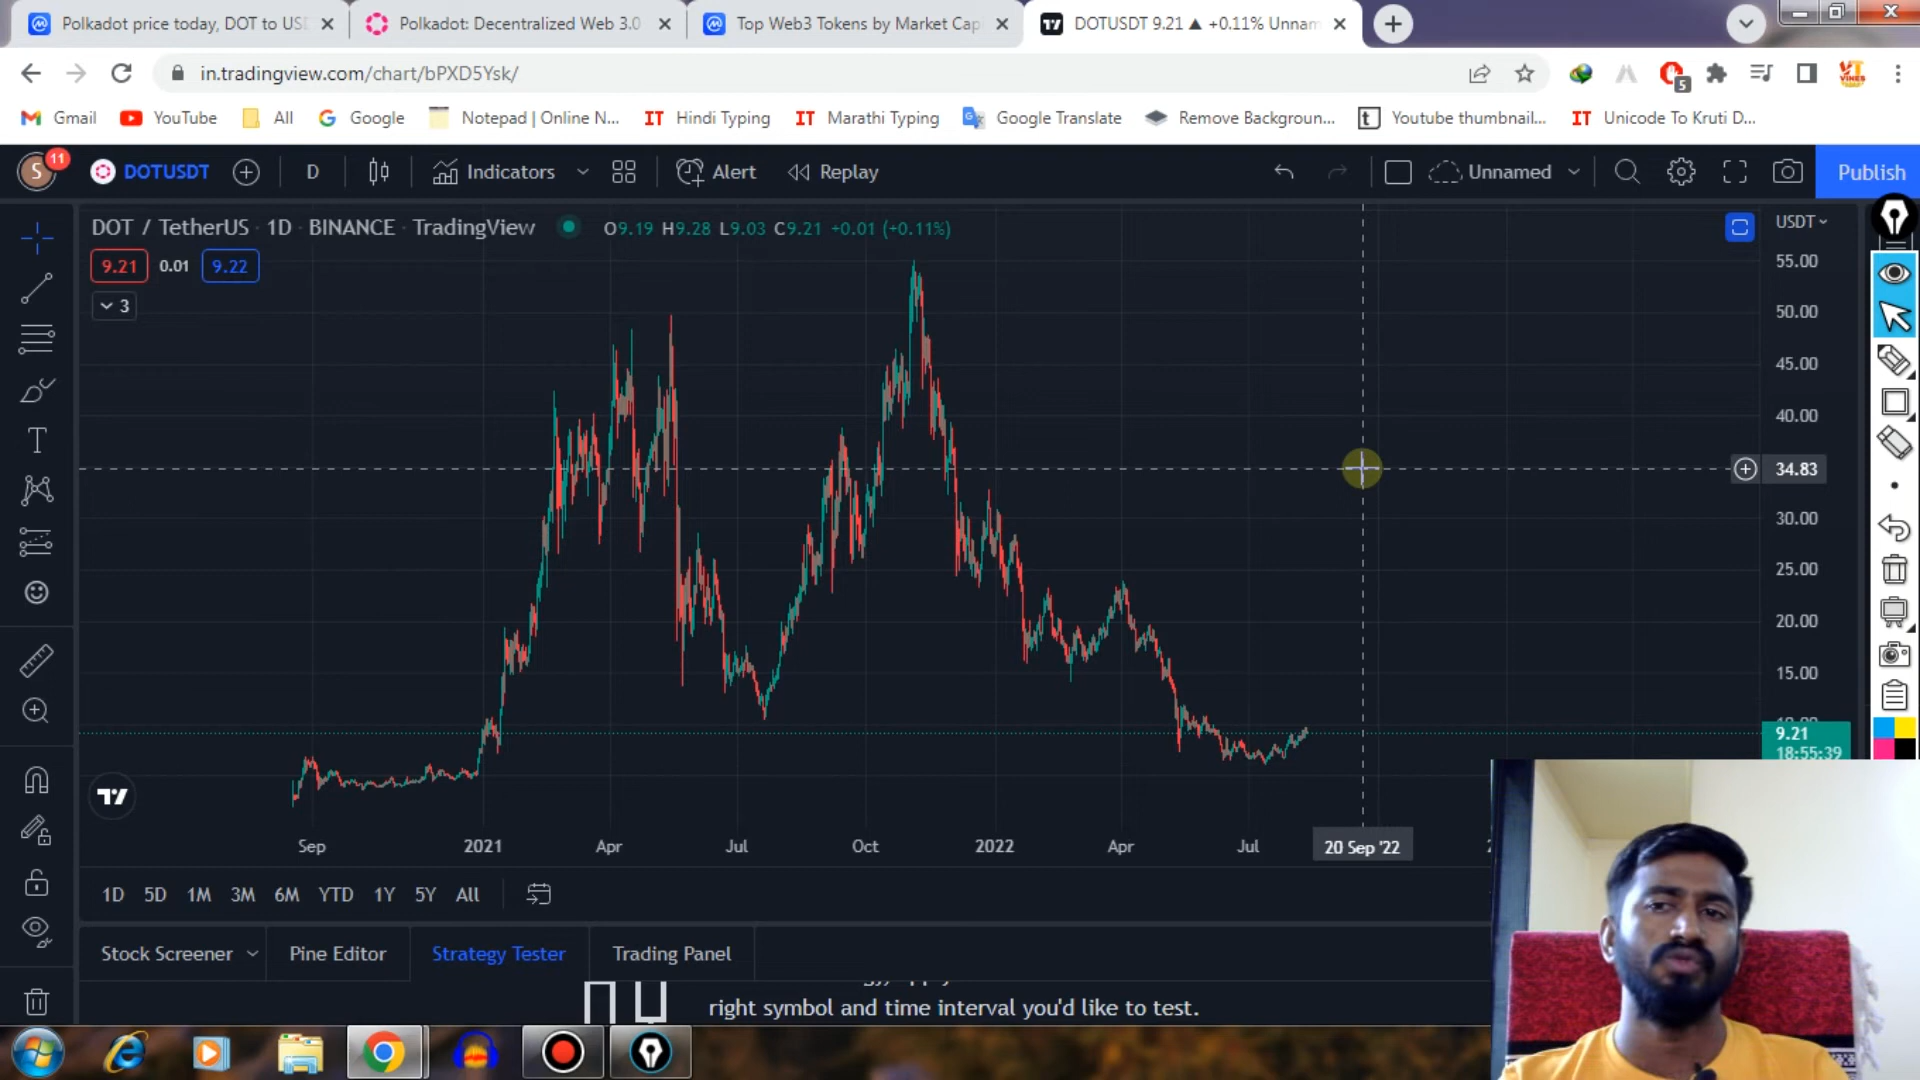 Polkadot price today, DOT to US
Polkadot: Decentralized Web 3.0
Top Web3 Tokens by Market Cap
DOTUSDT 9.21 ▲ +0.11% Unnam
in.tradingview.com/chart/bPXD5Ysk/
5
VINES
Gmail
YouTube
All
Google
Notepad | Online N...
IT Hindi Typing
IT Marathi Typing
Google Translate
Remove Backgroun...
t Youtube thumbnail...
IT Unicode To Kruti D...
S 11
DOTUSDT
D
Indicators
Alert
Replay
Unnamed
Publish
DOT / TetherUS · 1D · BINANCE · TradingView
O9.19 H9.28 L9.03 C9.21 +0.01 (+0.11%)
USDT
9.21 0.01 9.22
3
55.00
50.00
45.00
40.00
34.83
30.00
25.00
20.00
15.00
9.21
18:55:39
Sep
2021
Apr
Jul
Oct
2022
Apr
Jul
20 Sep '22
1D 5D 1M 3M 6M YTD 1Y 5Y All
Stock Screener
Pine Editor
Strategy Tester
Trading Panel
right symbol and time interval you'd like to test.